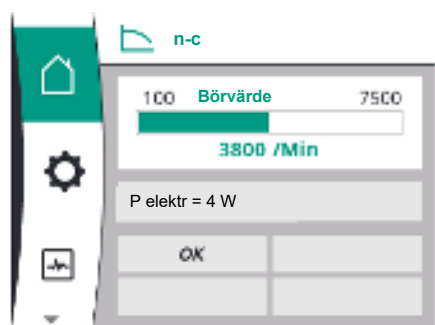 n-c
100 Börvärde 7500
3800 /Min
P elektr = 4 W
OK